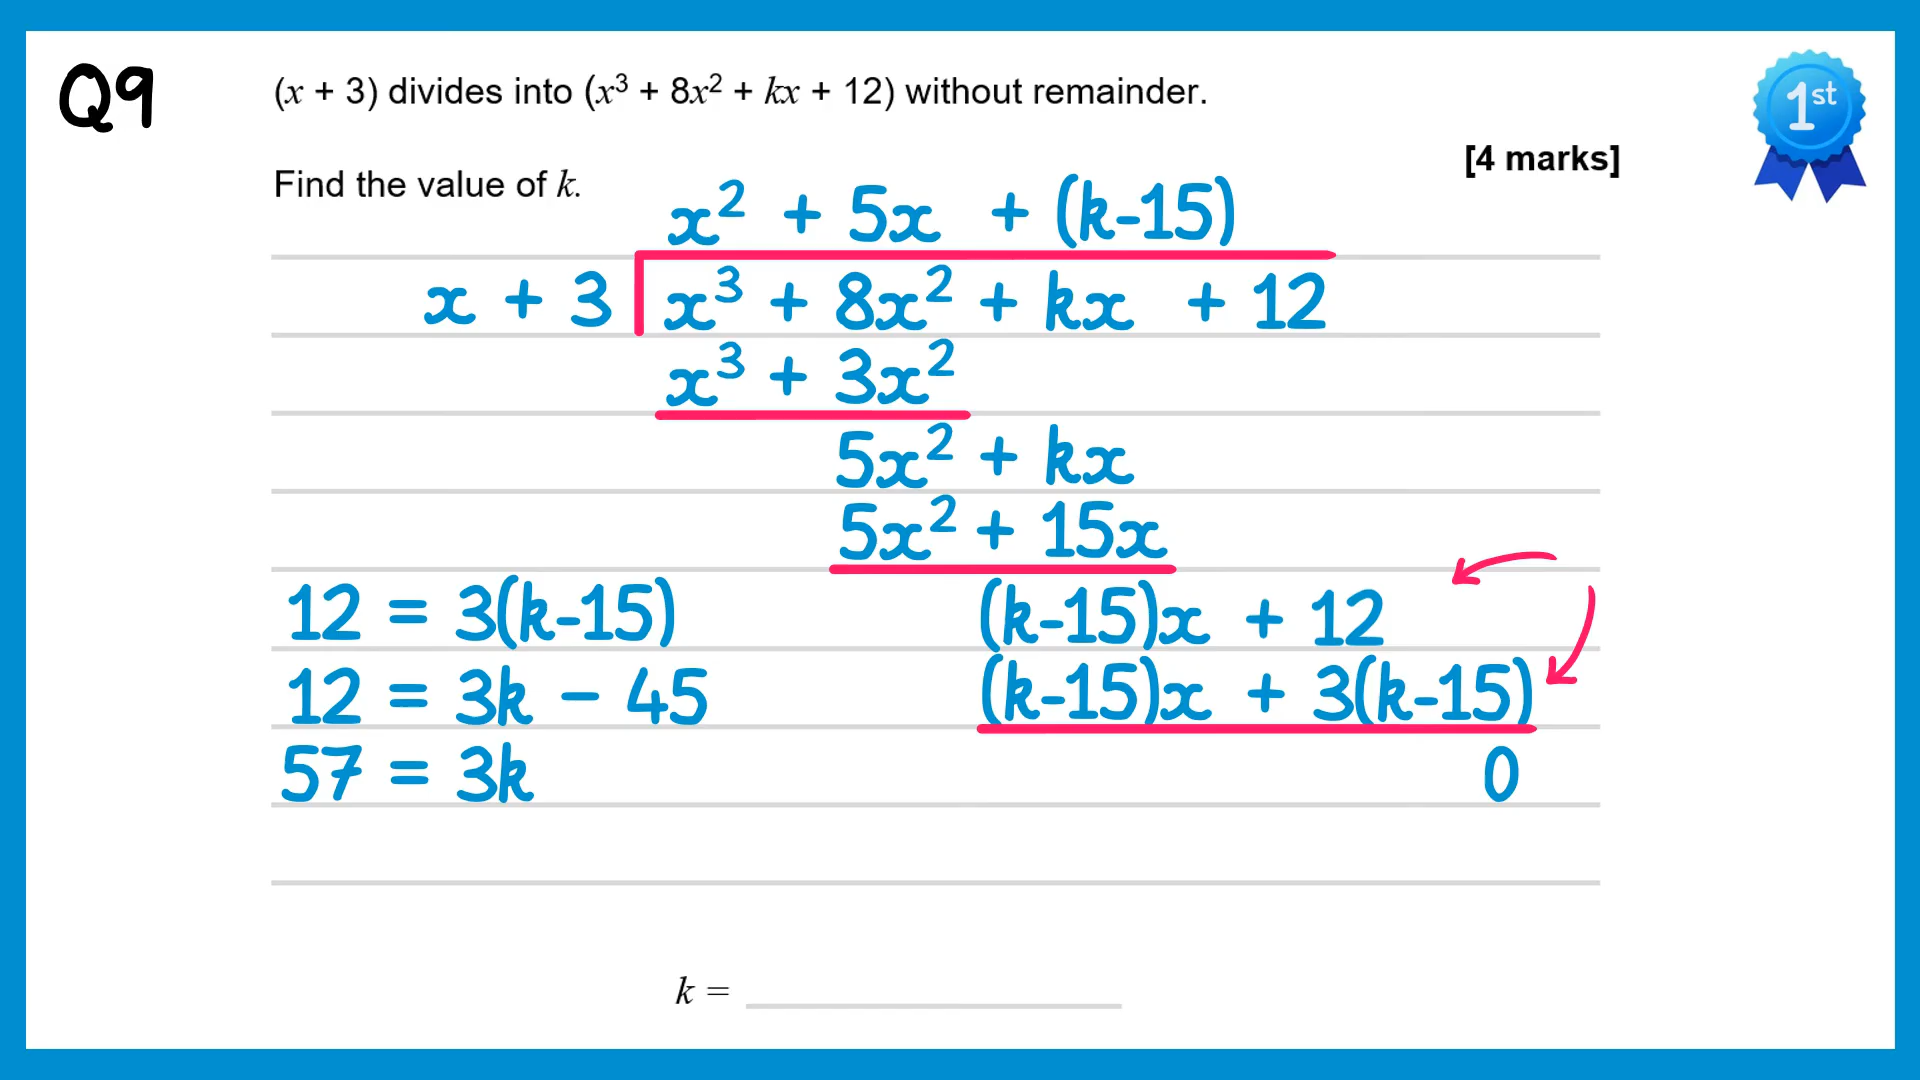 Q9
(x + 3) divides into (x³ + 8x² + kx + 12) without remainder.
1st
[4 marks]
Find the value of k.
x² + 5x + (k-15)
x + 3 x³ + 8x² + kx + 12
x³ + 3x²
5x² + kx
5x² + 15x
12 = 3(k-15) (k-15)x + 12
12 = 3k - 45 (k-15)x + 3(k-15)
57 = 3k 0
k =